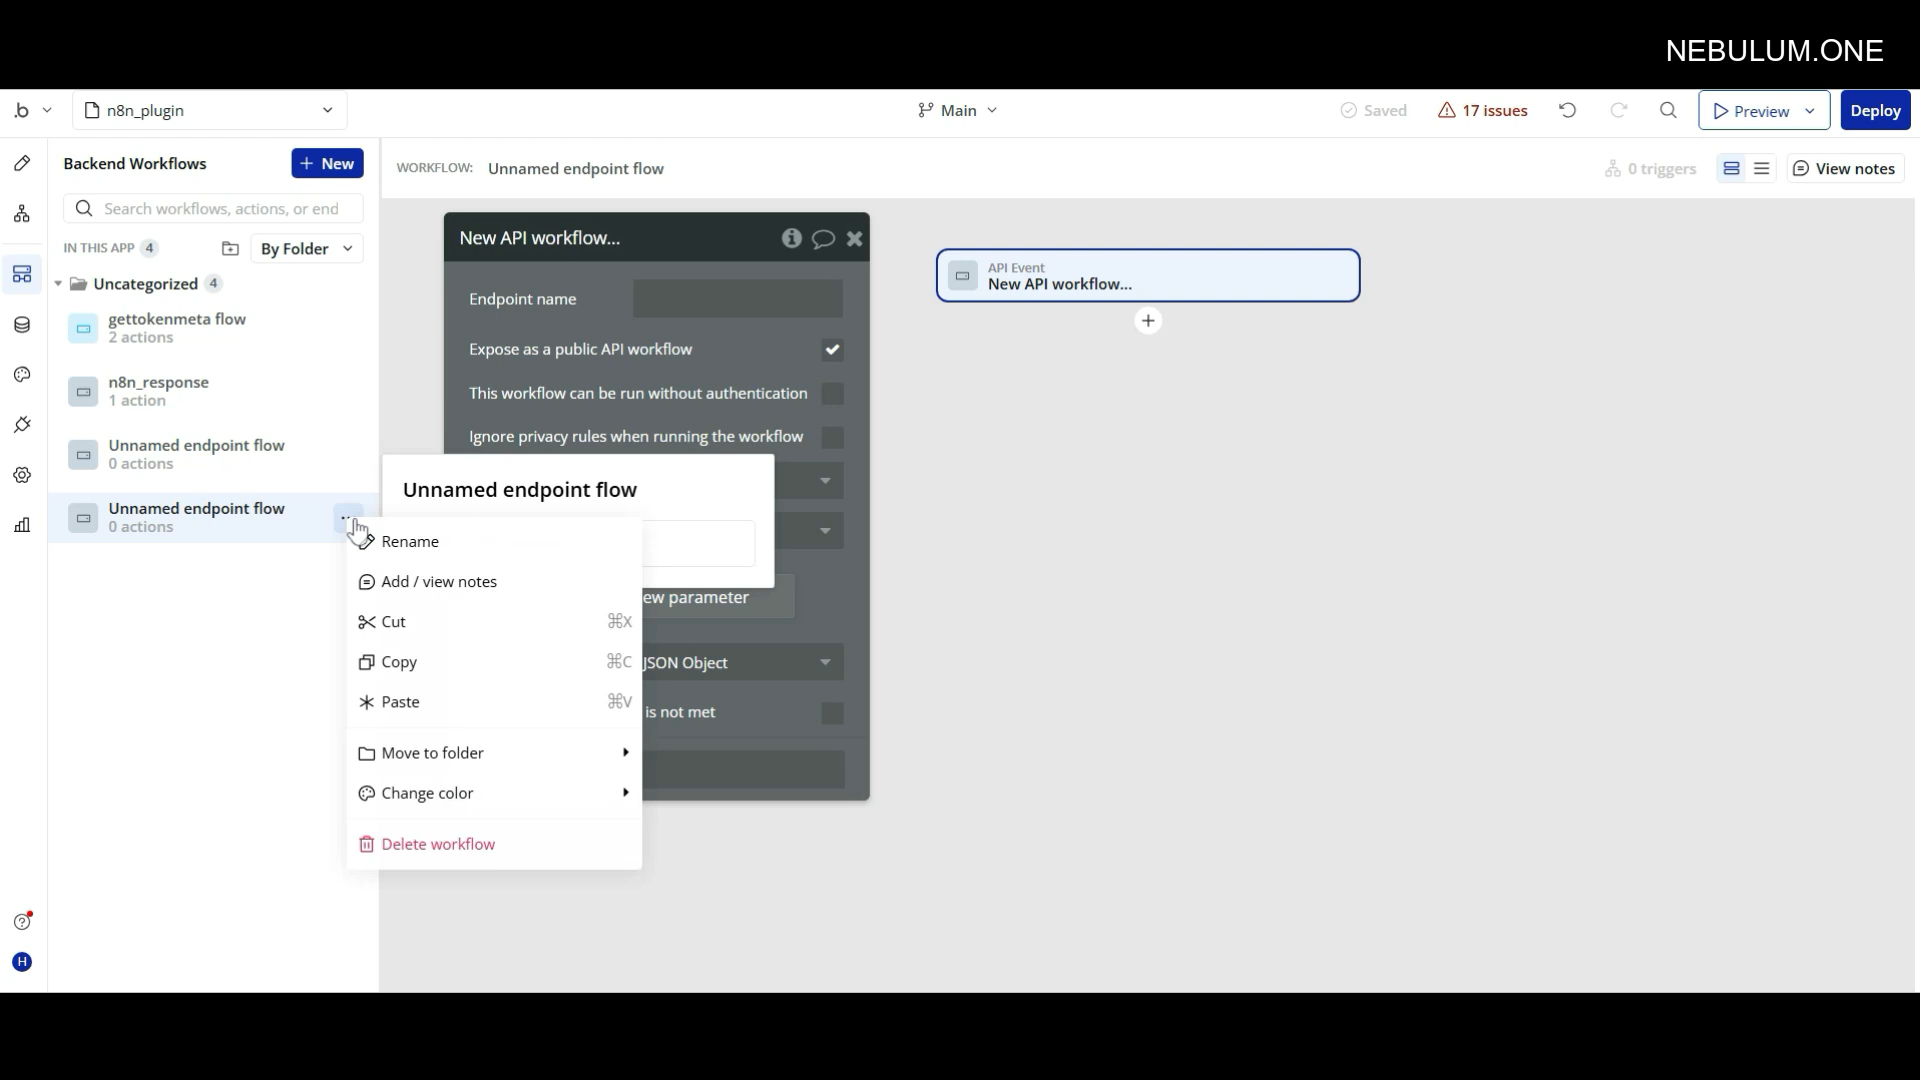 NEBULUM.ONE
.b
n8n_plugin
Main
Saved
17 issues
Preview
Deploy
Backend Workflows
+ New
Search workflows, actions, or end
IN THIS APP 4
By Folder
Uncategorized 4
gettokenmeta flow
2 actions
n8n_response
1 action
Unnamed endpoint flow
0 actions
Unnamed endpoint flow
0 actions
H
WORKFLOW: Unnamed endpoint flow
0 triggers
View notes
New API workflow...
Endpoint name
Expose as a public API workflow
This workflow can be run without authentication
Ignore privacy rules when running the workflow
Unnamed endpoint flow
ew parameter
JSON Object
is not met
Rename
Add / view notes
Cut ⌘X
Copy ⌘C
Paste ⌘V
Move to folder
Change color
Delete workflow
API Event
New API workflow...